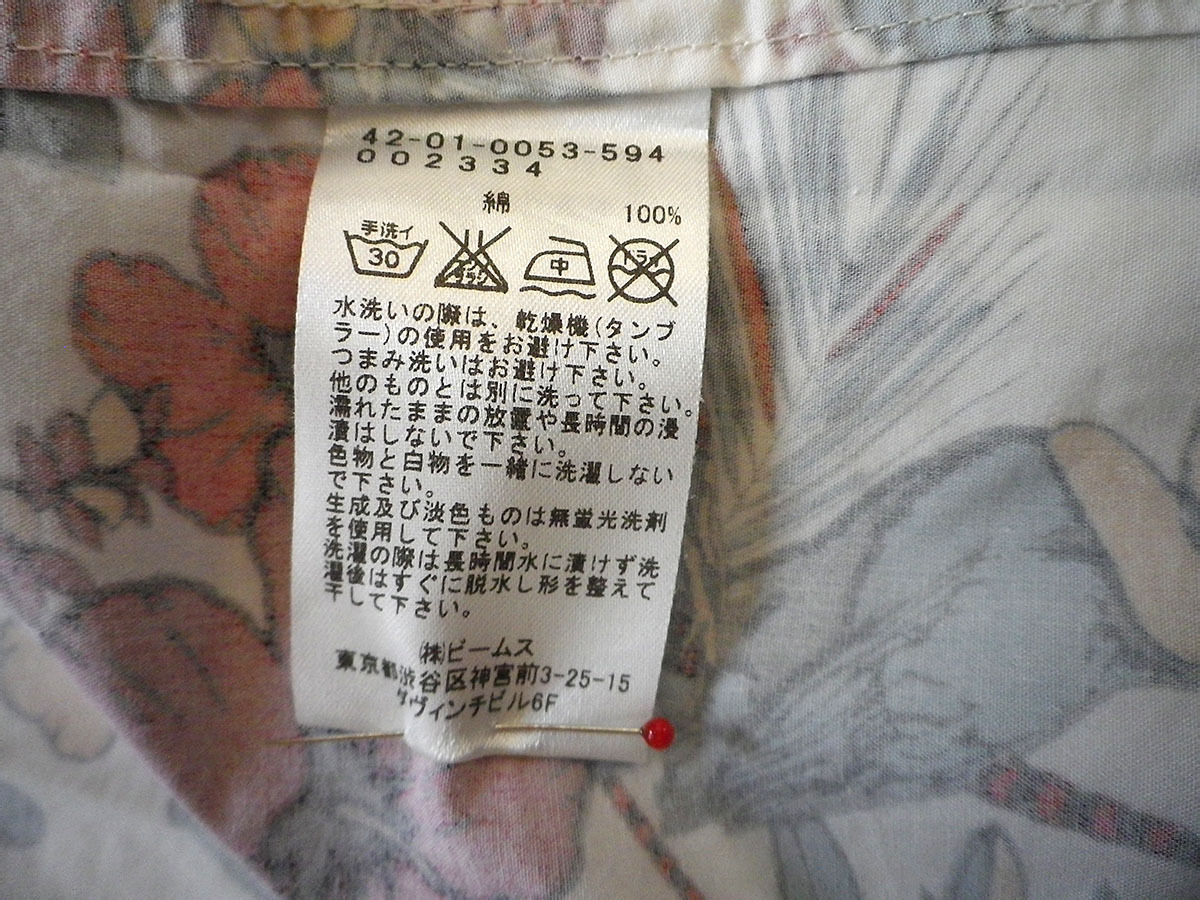 42-01-0053-594
002334
綿 100%
手洗イ
30
エンソ
サラシ
中
ドライ
水洗いの際は、乾燥機(タンブ
ラー)の使用をお避け下さい。
つまみ洗いはお避け下さい。
他のものとは別に洗って下さい。
濡れたままの放置や長時間の浸
漬はしないで下さい。
色物と白物を一緒に洗濯しない
で下さい。
生成及び淡色ものは無蛍光洗剤
を使用して下さい。
洗濯の際は長時間水に漬けず洗
濯後はすぐに脱水し形を整えて
干して下さい。
㈱ビームス
東京都渋谷区神宮前3-25-15
ダヴィンチビル6F